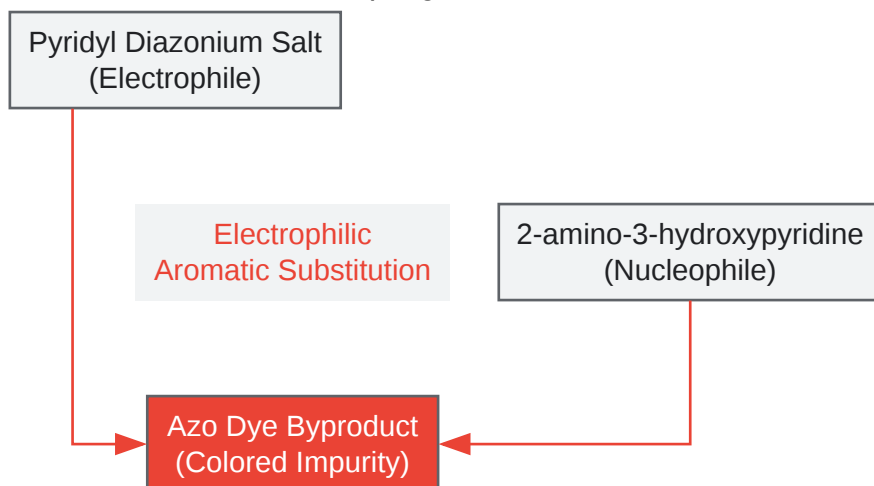 Pyridyl Diazonium Salt
(Electrophile)
Electrophilic
Aromatic Substitution
2-amino-3-hydroxypyridine
(Nucleophile)
Azo Dye Byproduct
(Colored Impurity)